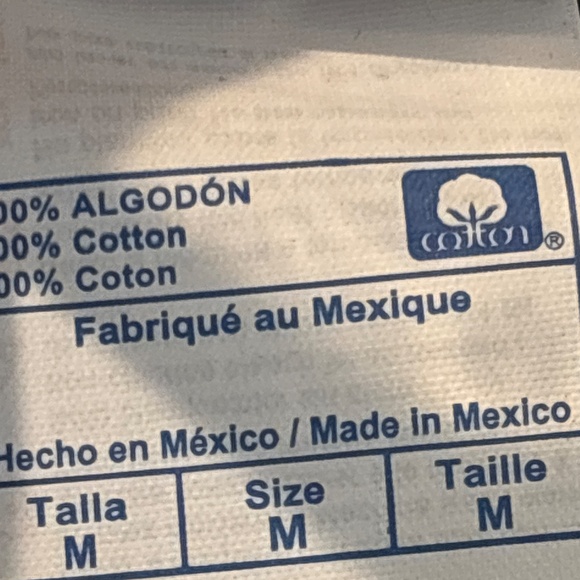 00% ALGODÓN
00% Cotton
00% Coton
cotton ®
Fabriqué au Mexique
Hecho en México / Made in Mexico
Talla Size Taille
M M M